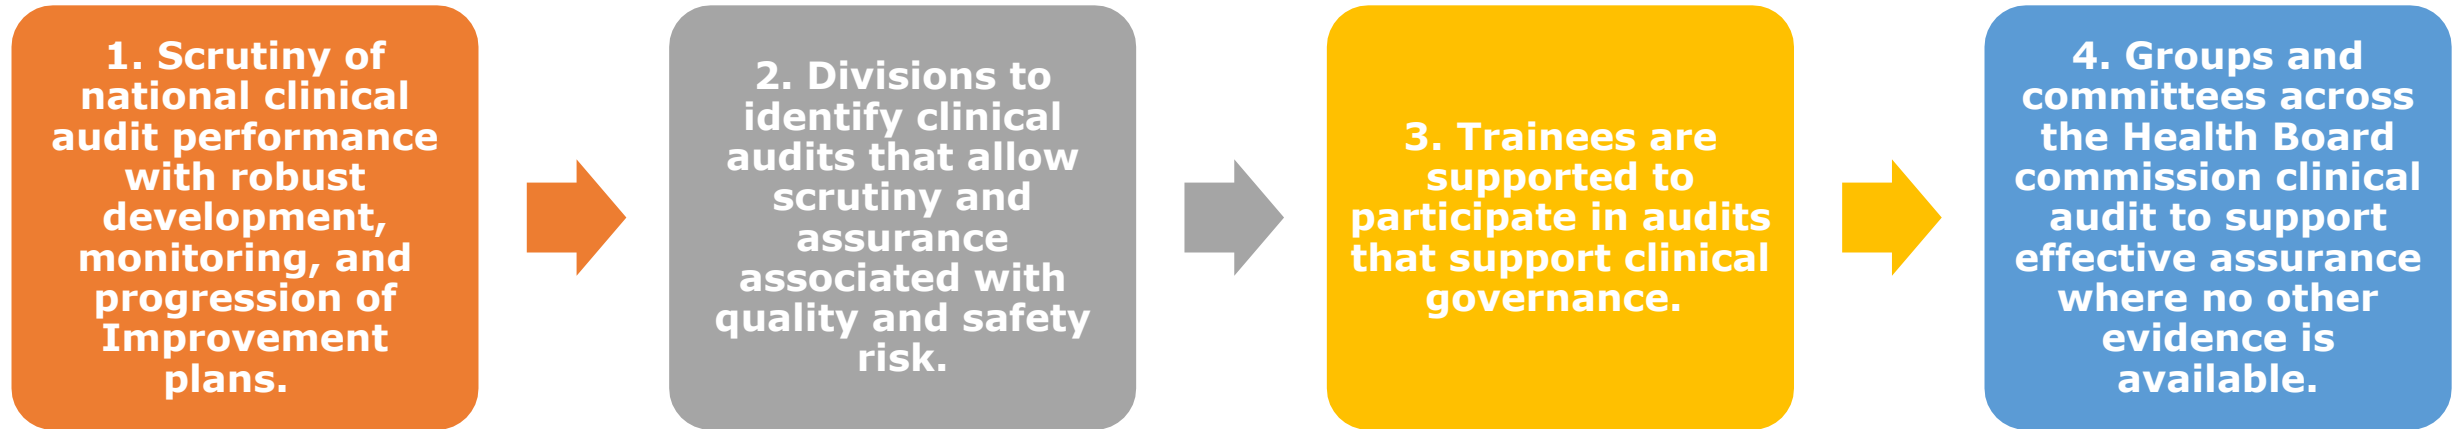 1. Scrutiny of
national clinical
audit performance
with robust
development,
monitoring, and
progression of
Improvement
plans.
2. Divisions to
identify clinical
audits that allow
scrutiny and
assurance
associated with
quality and safety
risk.
3. Trainees are
supported to
participate in audits
that support clinical
governance.
4. Groups and
committees across
the Health Board
commission clinical
audit to support
effective assurance
where no other
evidence is
available.